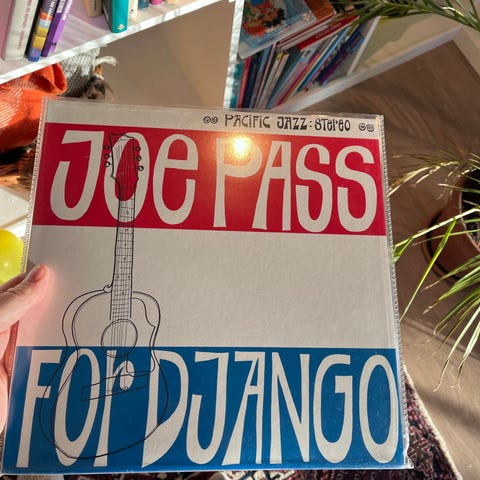 PACIFIC JAZZ: Stereo
JOE PASS
FOr DJANGO